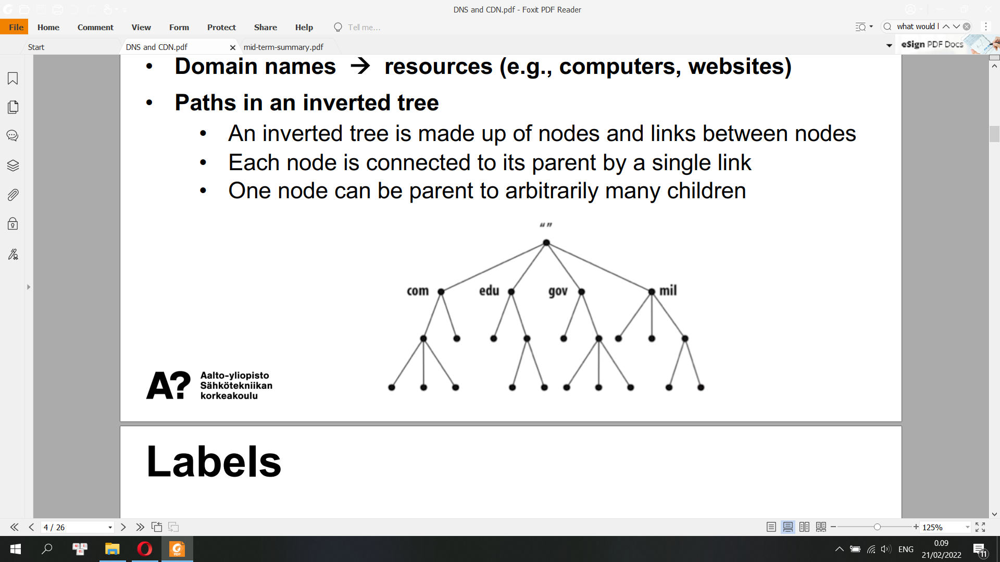 DNS and CDN.pdf - Foxit PDF Reader
File Home Comment View Form Protect Share Help Tell me... what would l
Start DNS and CDN.pdf mid-term-summary.pdf eSign PDF Docs
• Domain names → resources (e.g., computers, websites)
• Paths in an inverted tree
• An inverted tree is made up of nodes and links between nodes
• Each node is connected to its parent by a single link
• One node can be parent to arbitrarily many children
“ ”
com edu gov mil
A? Aalto-yliopisto
Sähkötekniikan
korkeakoulu
Labels
4 / 26 125%
ENG 0.09
21/02/2022 11